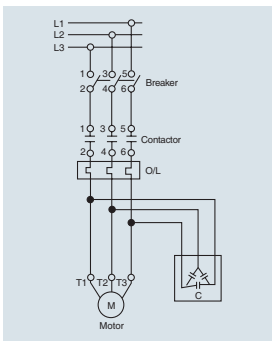 L1
L2
L3
1 3 5
Breaker
2 4 6
1 3 5
Contactor
2 4 6
O/L
T1 T2 T3
M
C
Motor